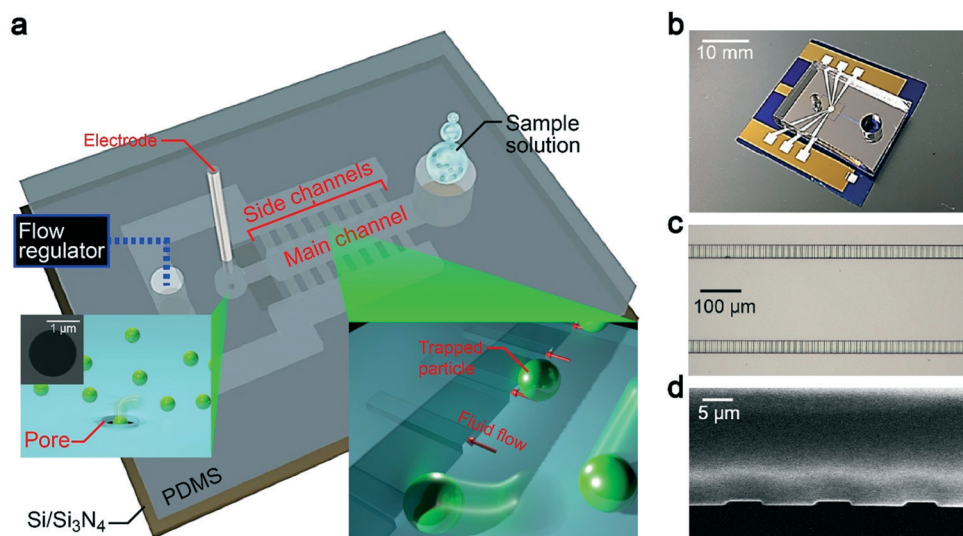 a
Electrode
Sample
solution
Side channels
Main channel
Flow
regulator
1 μm
Pore
Trapped
particle
Fluid flow
PDMS
Si/Si₃N₄
b
10 mm
c
100 μm
d
5 μm